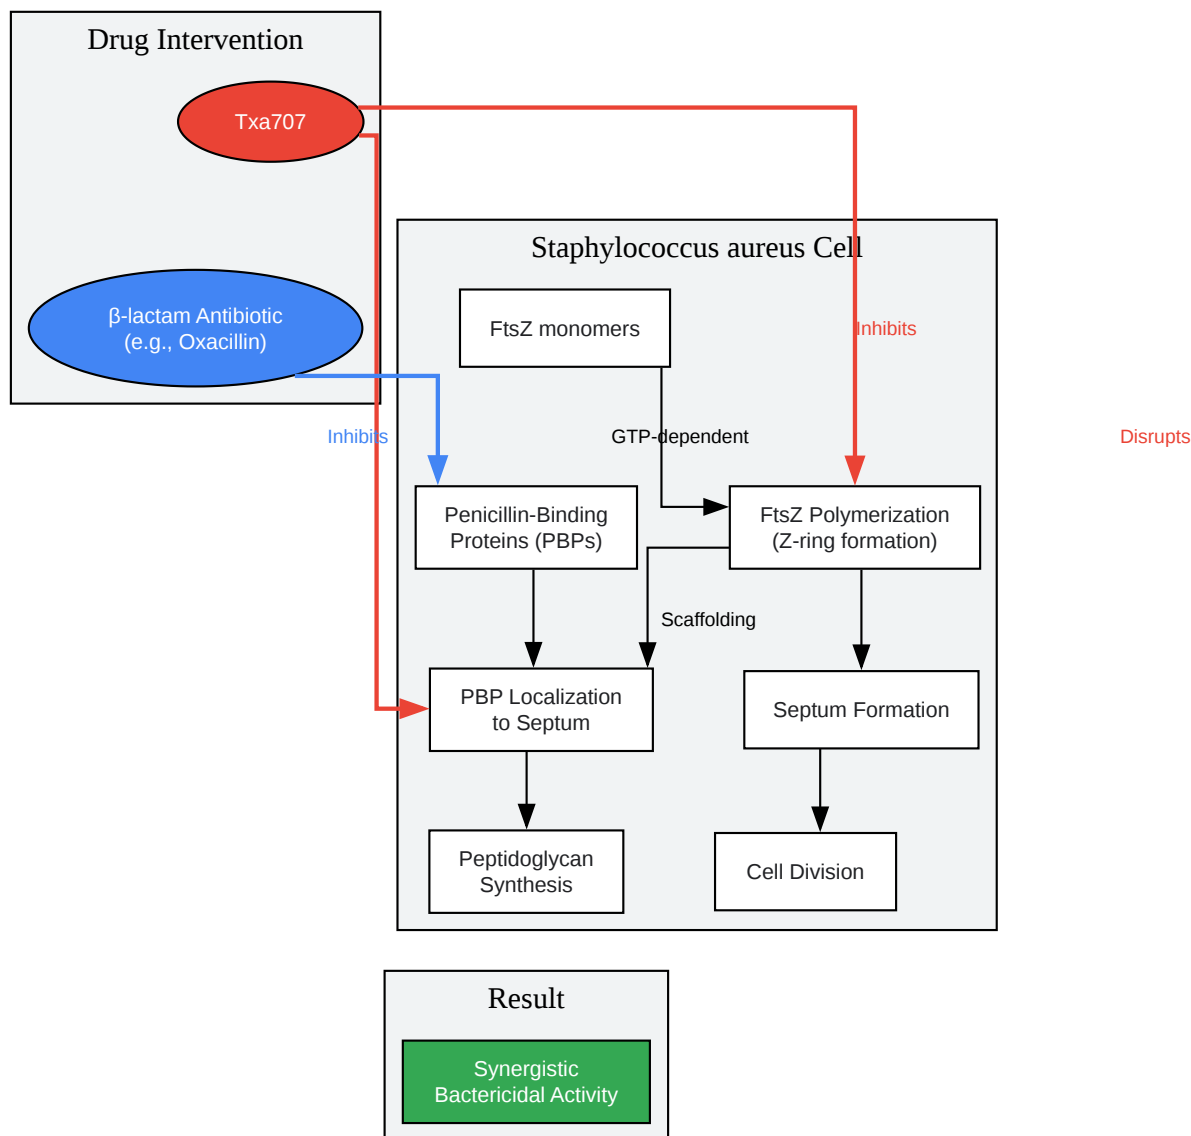 Drug Intervention
Txa707
β-lactam Antibiotic
(e.g., Oxacillin)
Staphylococcus aureus Cell
FtsZ monomers
Inhibits
Inhibits
GTP-dependent
Disrupts
Penicillin-Binding
Proteins (PBPs)
FtsZ Polymerization
(Z-ring formation)
Scaffolding
PBP Localization
to Septum
Septum Formation
Peptidoglycan
Synthesis
Cell Division
Result
Synergistic
Bactericidal Activity